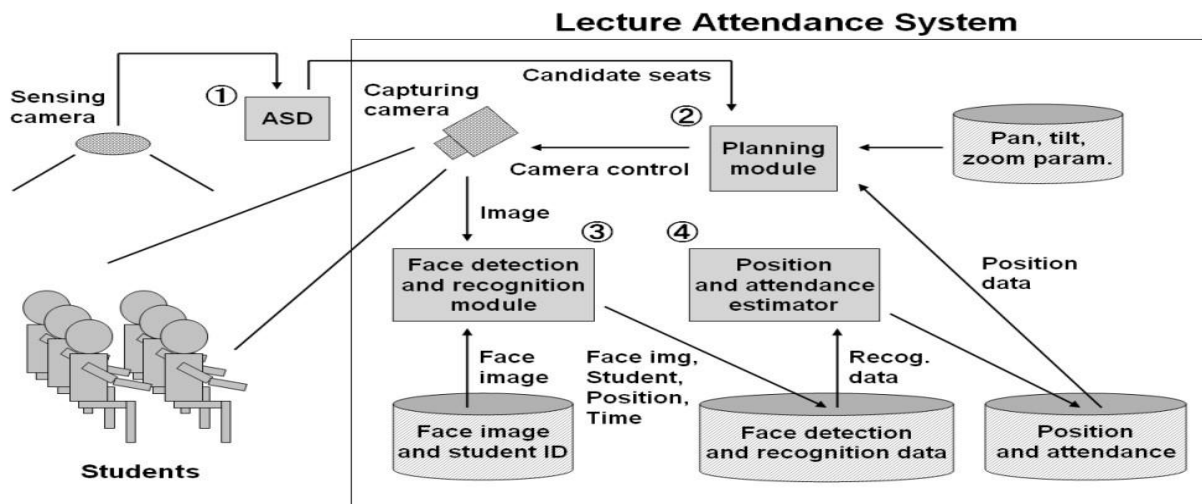 Lecture Attendance System
Sensing
camera
①
ASD
Capturing
camera
Candidate seats
②
Planning
module
Pan, tilt,
zoom param.
Camera control
Image
③
Face detection
and recognition
module
④
Position
and attendance
estimator
Position
data
Face
image
Face img,
Student,
Position,
Time
Recog.
data
Face image
and student ID
Face detection
and recognition data
Position
and attendance
Students